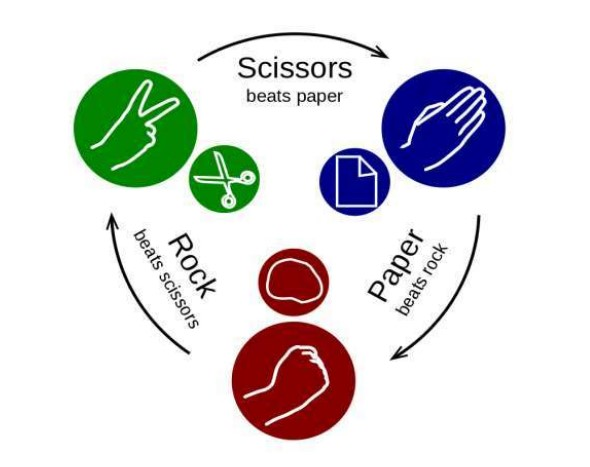 Scissors
beats paper
Rock
beats scissors
Paper
beats rock